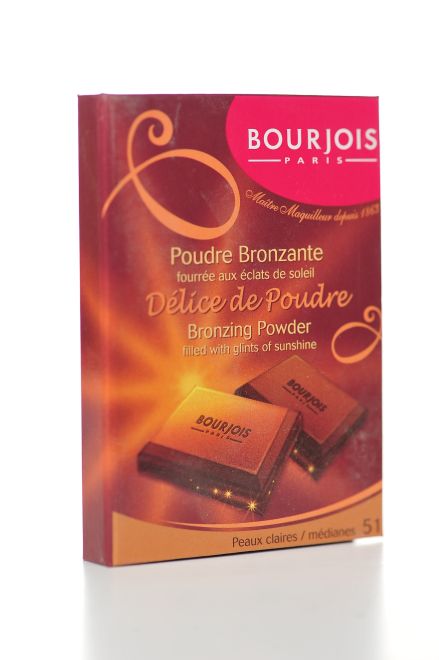 BOURJOIS
PARIS
Maître Maquilleur depuis 1863
Poudre Bronzante
fourrée aux éclats de soleil
Délice de Poudre
Bronzing Powder
filled with glints of sunshine
BOURJOIS
PARIS
BOURJOIS
PARIS
Peaux claires / médianes 51